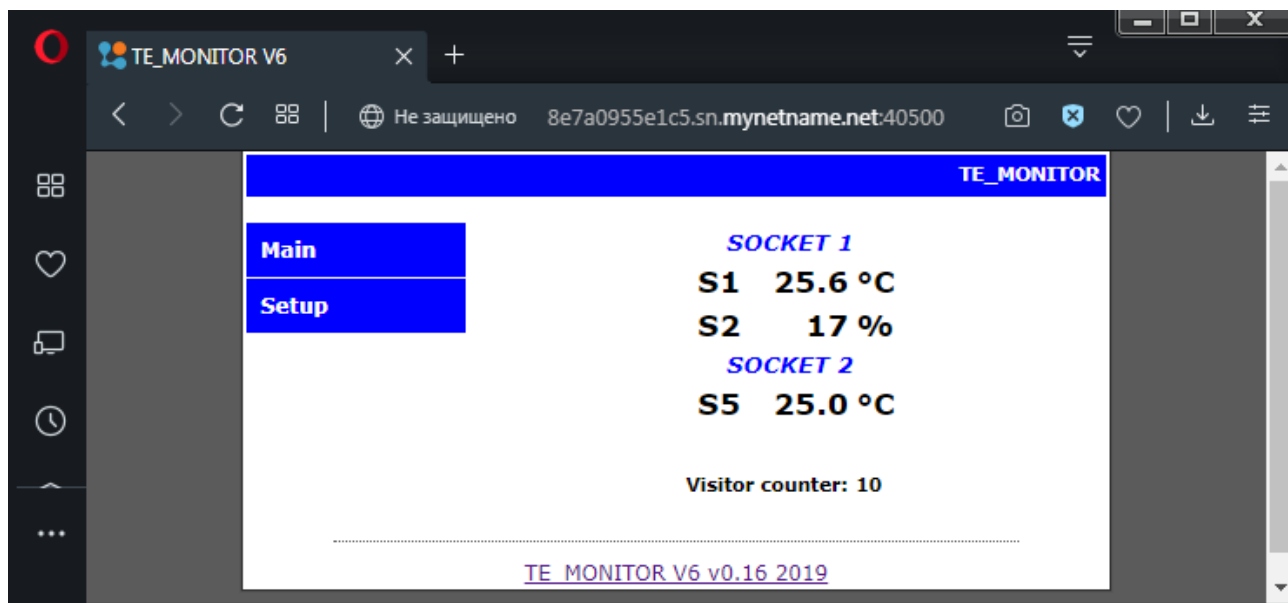 TE_MONITOR V6
Не защищено 8e7a0955e1c5.sn.mynetname.net:40500
TE_MONITOR
Main
Setup
SOCKET 1
S1 25.6 °C
S2 17 %
SOCKET 2
S5 25.0 °C
Visitor counter: 10
TE_MONITOR V6 v0.16 2019